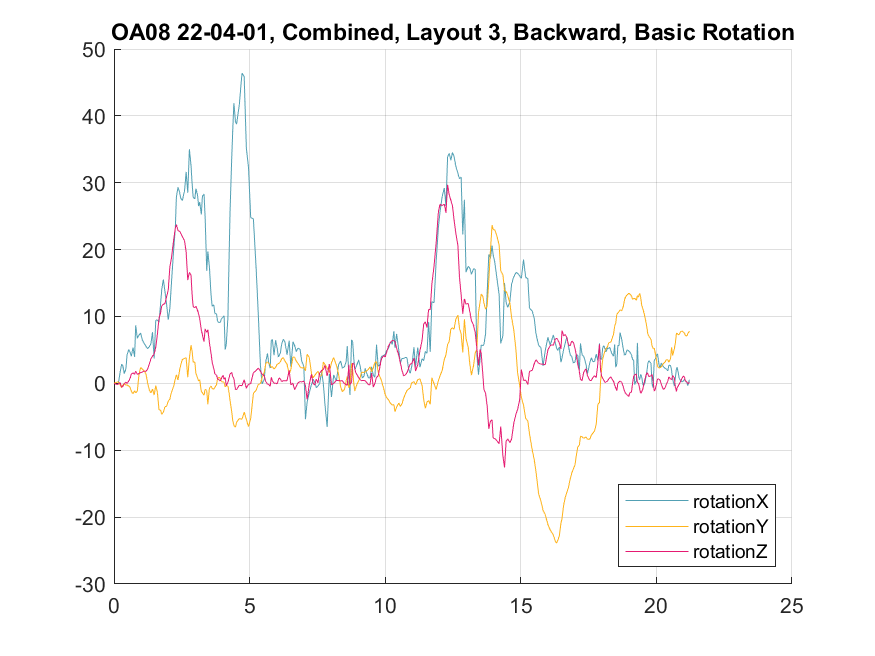 OA08 22-04-01, Combined, Layout 3, Backward, Basic Rotation
50
40
30
20
10
0
-10
-20
-30
0 5 10 15 20 25
rotationX
rotationY
rotationZ